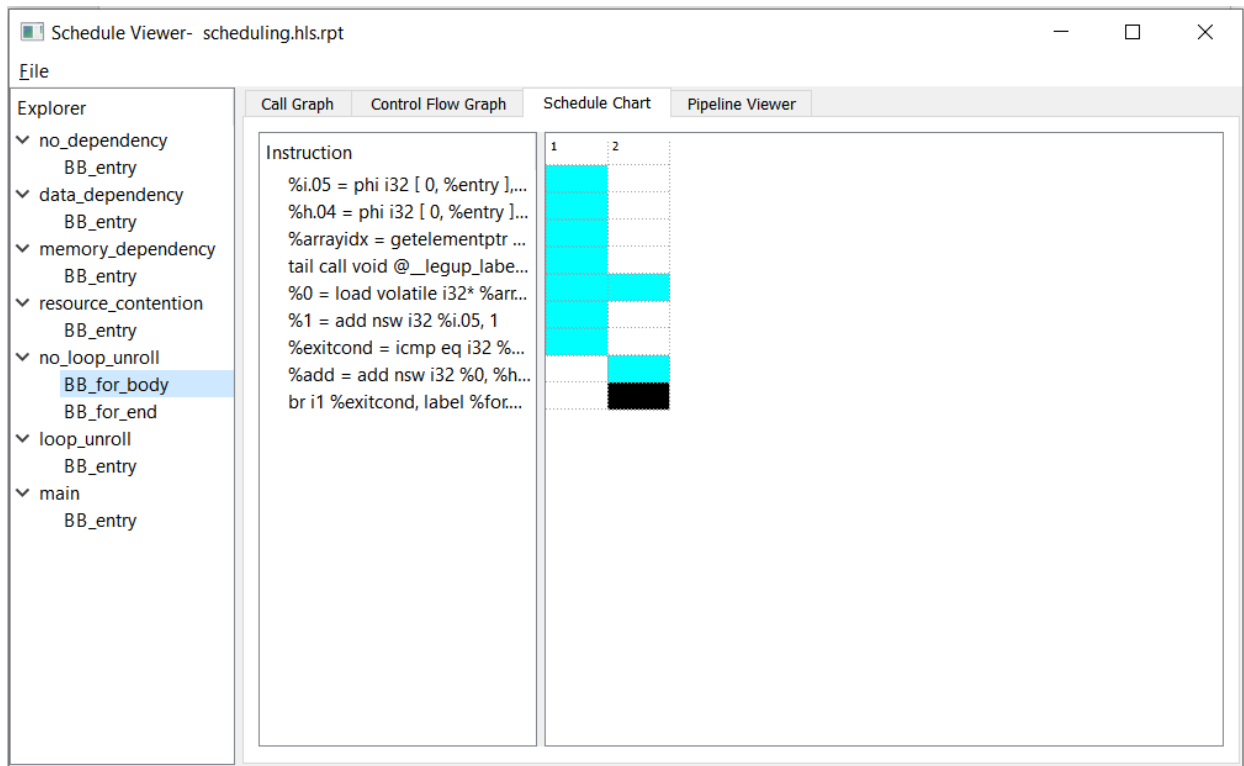 Schedule Viewer- scheduling.hls.rpt
File
Explorer
no_dependency
BB_entry
data_dependency
BB_entry
memory_dependency
BB_entry
resource_contention
BB_entry
no_loop_unroll
BB_for_body
BB_for_end
loop_unroll
BB_entry
main
BB_entry
Call Graph Control Flow Graph Schedule Chart Pipeline Viewer
Instruction
%i.05 = phi i32 [ 0, %entry ],...
%h.04 = phi i32 [ 0, %entry ]...
%arrayidx = getelementptr ...
tail call void @__legup_labe...
%0 = load volatile i32* %arr...
%1 = add nsw i32 %i.05, 1
%exitcond = icmp eq i32 %...
%add = add nsw i32 %0, %h...
br i1 %exitcond, label %for....
1 2